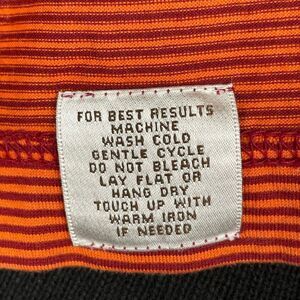 FOR BEST RESULTS
MACHINE
WASH COLD
GENTLE CYCLE
DO NOT BLEACH
LAY FLAT OR
HANG DRY
TOUCH UP WITH
WARM IRON
IF NEEDED